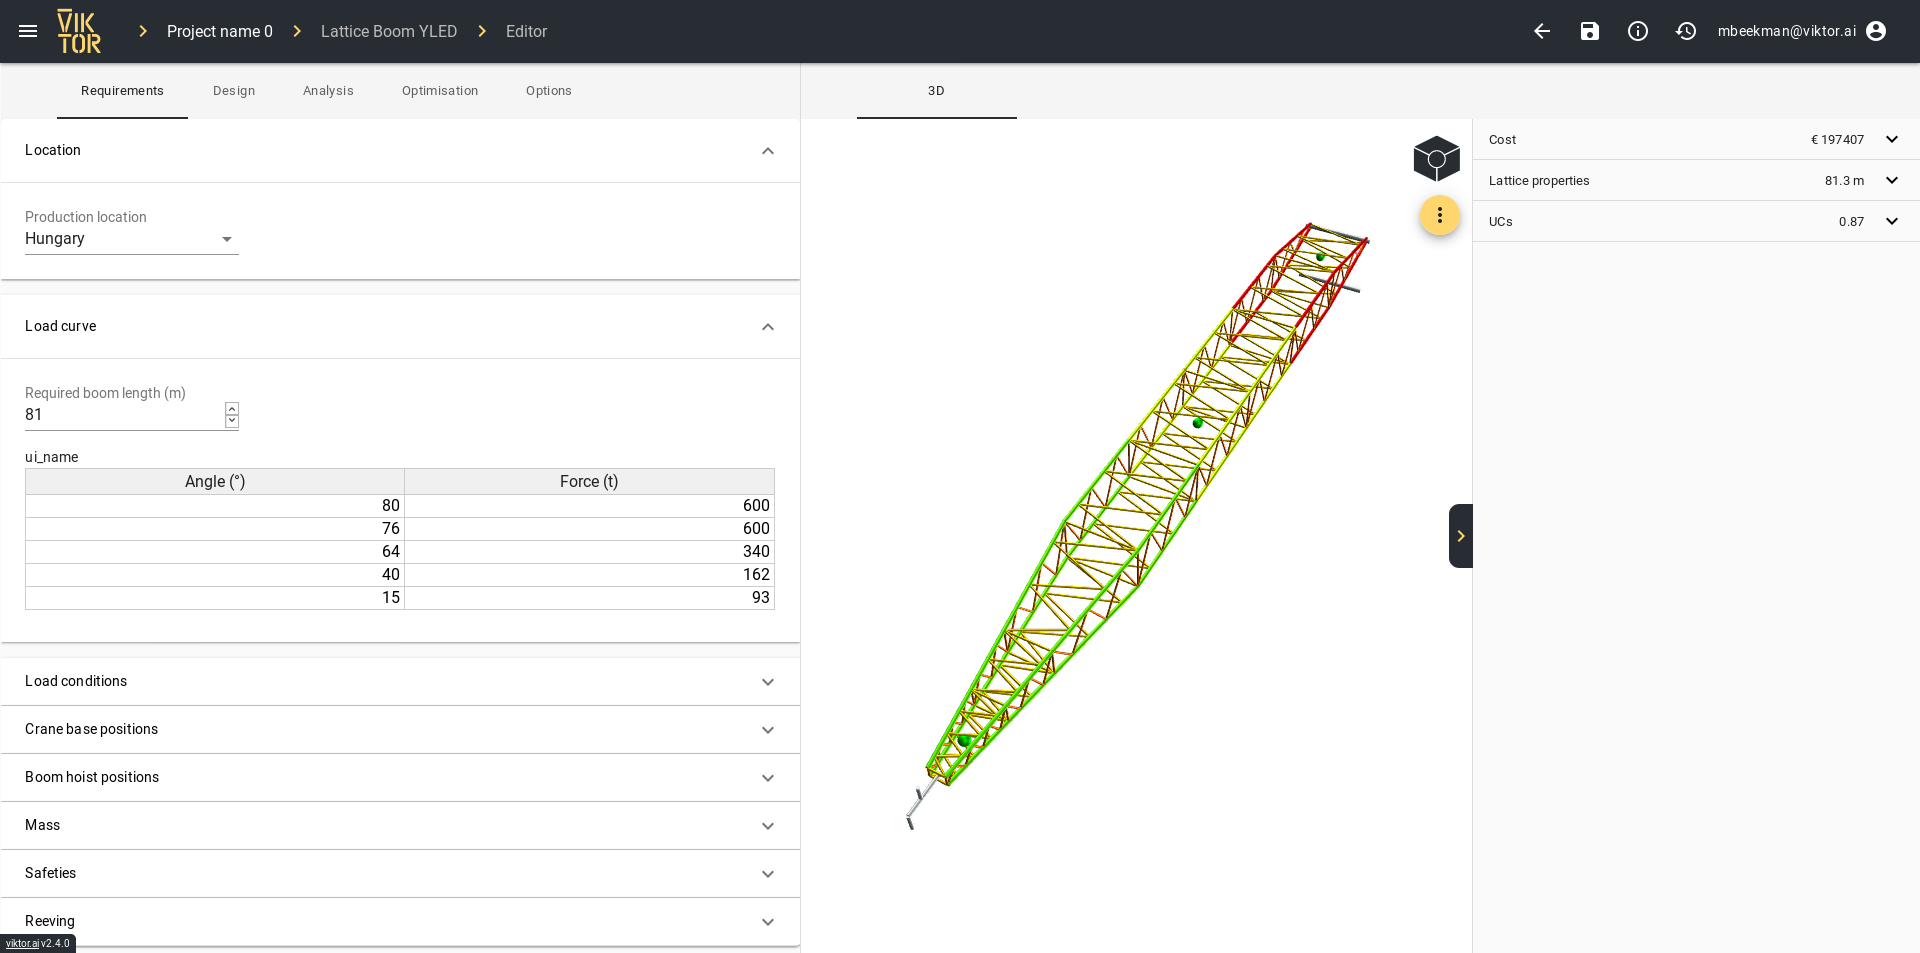 VIKTOR
Project name 0
Lattice Boom YLED
Editor
mbeekman@viktor.ai
Requirements
Design
Analysis
Optimisation
Options
3D
Location
Production location
Hungary
Load curve
Required boom length (m)
81
ui_name
Angle (°) Force (t)
80 600
76 600
64 340
40 162
15 93
Load conditions
Crane base positions
Boom hoist positions
Mass
Safeties
Reeving
viktor.ai v2.4.0
Cost € 197407
Lattice properties 81.3 m
UCs 0.87